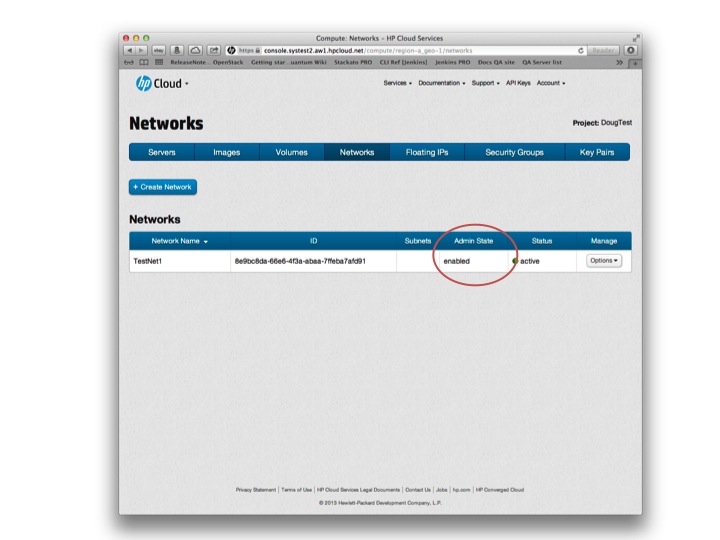 Compute: Networks – HP Cloud Services
https console.systest2.aw1.hpcloud.net/compute/region-a_geo-1/networks Reader
ReleaseNote... OpenStack Getting star...uantum Wiki Stackato PRO CLI Ref [Jenkins] Jenkins PRO Docs QA site QA Server list
hp Cloud
Services Documentation Support API Keys Account
Networks
Project: DougTest
Servers Images Volumes Networks Floating IPs Security Groups Key Pairs
+ Create Network
Networks
Network Name ID Subnets Admin State Status Manage
TestNet1 8e9bc8da-66e6-4f3a-abaa-7ffeba7afd91 enabled active Options
Privacy Statement | Terms of Use | HP Cloud Services Legal Documents | Contact Us | Jobs | hp.com | HP Converged Cloud
© 2013 Hewlett-Packard Development Company, L.P.